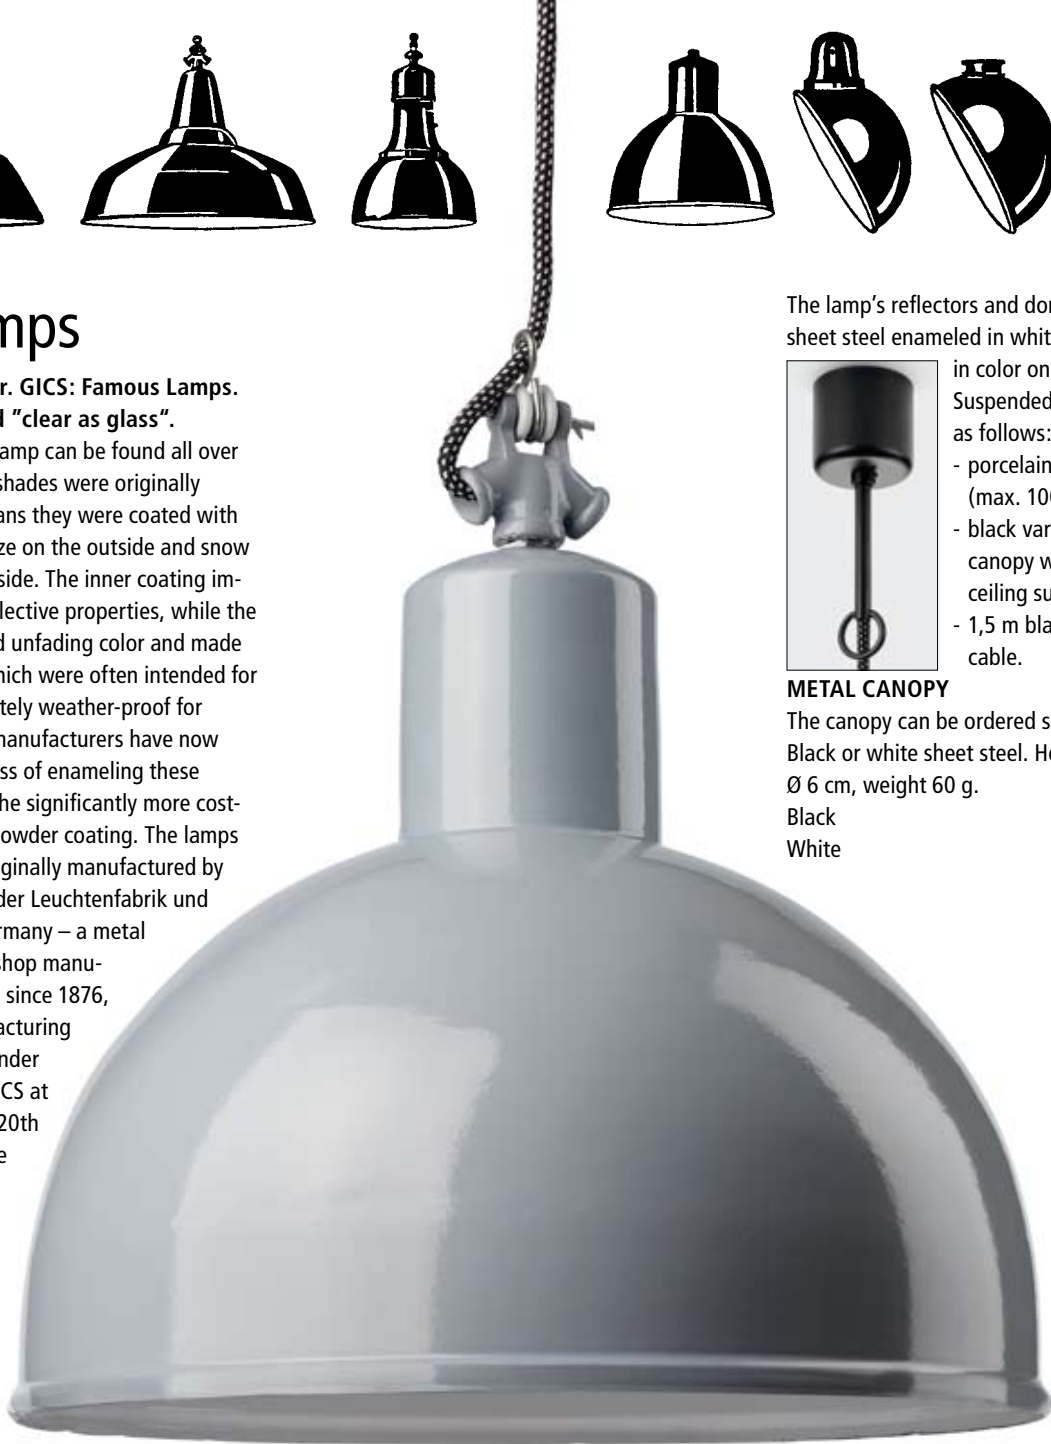 mps
r. GICS: Famous Lamps.
d "clear as glass“.
amp can be found all over
shades were originally
ans they were coated with
ze on the outside and snow
side. The inner coating im-
lective properties, while the
d unfading color and made
hich were often intended for
tely weather-proof for
manufacturers have now
ss of enameling these
he significantly more cost-
owder coating. The lamps
ginally manufactured by
der Leuchtenfabrik und
rmany – a metal
shop manu-
since 1876,
acturing
nder
CS at
20th
e
The lamp’s reflectors and do
sheet steel enameled in whit
in color on
Suspended
as follows:
- porcelain
(max. 100
- black var
canopy w
ceiling su
- 1,5 m bla
cable.
METAL CANOPY
The canopy can be ordered s
Black or white sheet steel. He
Ø 6 cm, weight 60 g.
Black
White